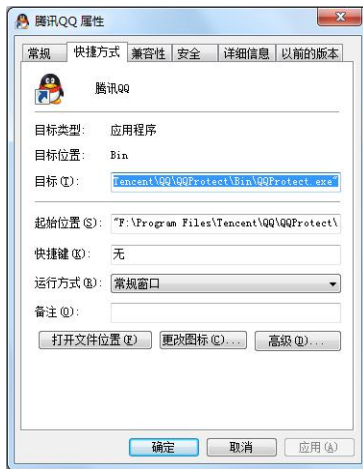 腾讯QQ 属性
常规 快捷方式 兼容性 安全 详细信息 以前的版本
腾讯QQ
目标类型: 应用程序
目标位置: Bin
目标(T): Tencent\QQ\QQProtect\Bin\QQProtect.exe"
起始位置(S): "F:\Program Files\Tencent\QQ\QQProtect\
快捷键(K): 无
运行方式(R): 常规窗口
备注(O):
打开文件位置(F) 更改图标(C)... 高级(D)...
确定 取消 应用(A)